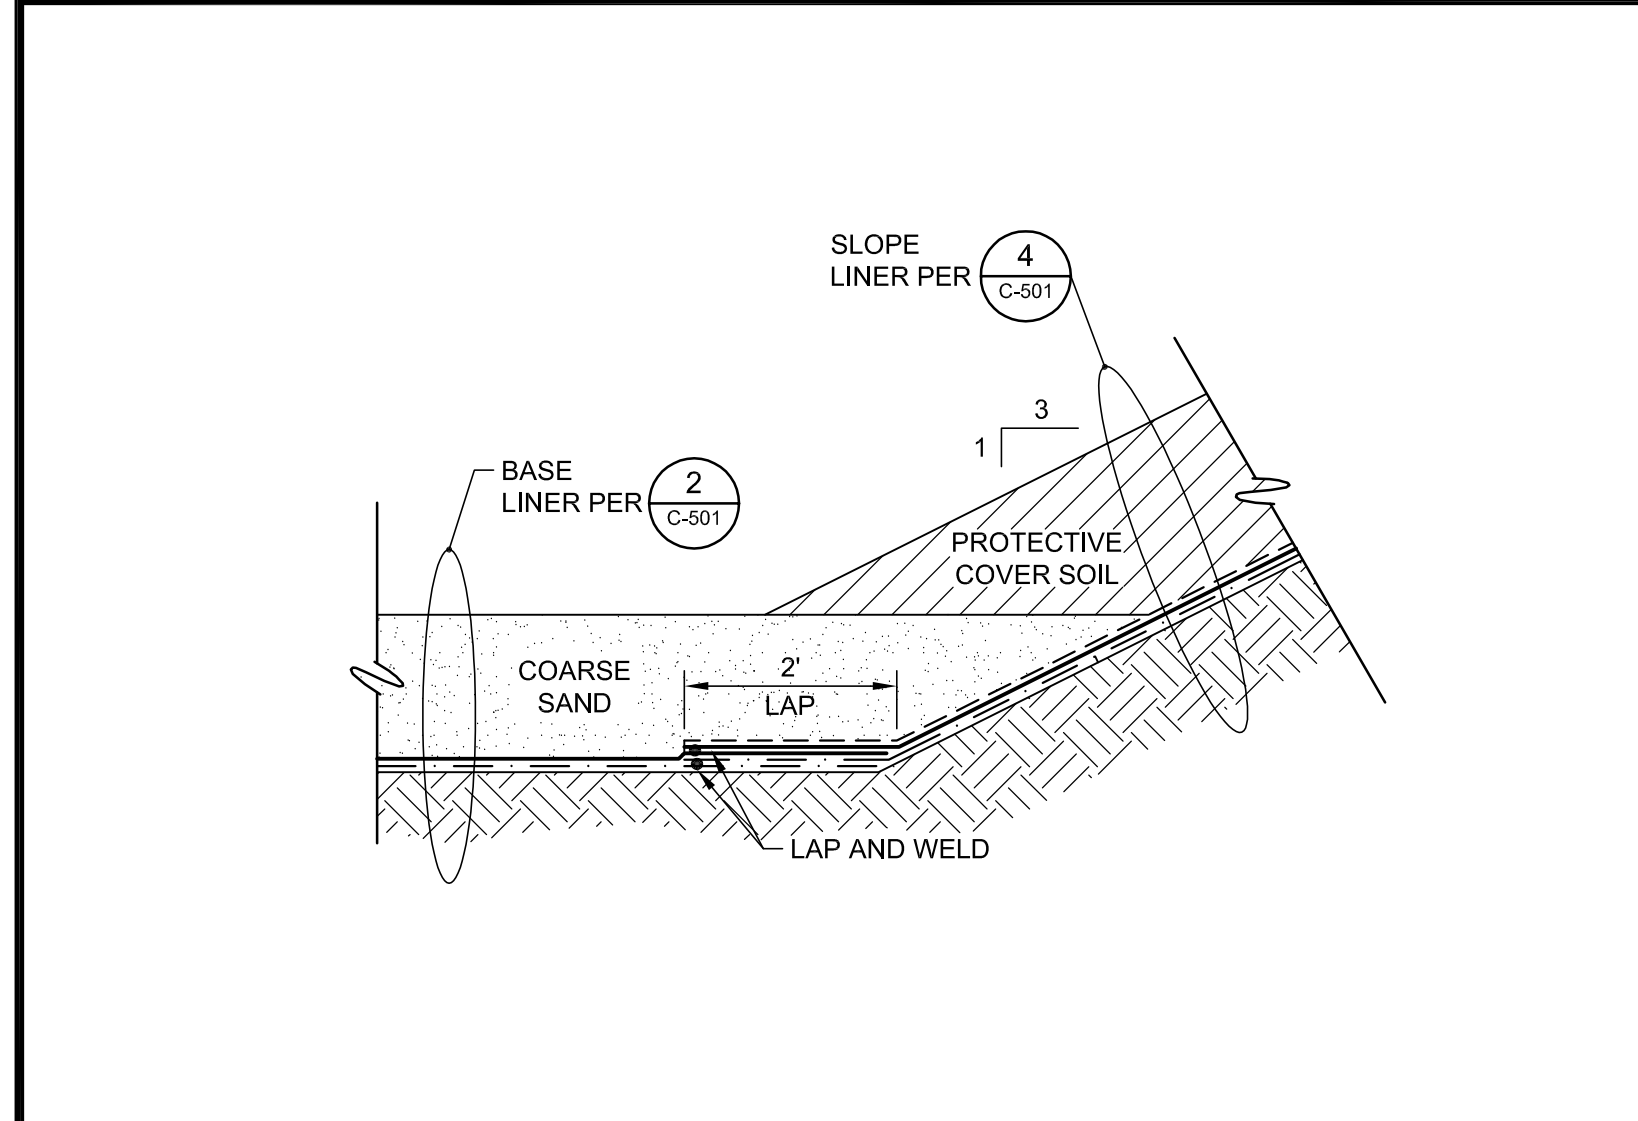 SLOPE
LINER PER
4
C-501
3
1
BASE
LINER PER
2
C-501
PROTECTIVE
COVER SOIL
COARSE
SAND
2'
LAP
LAP AND WELD